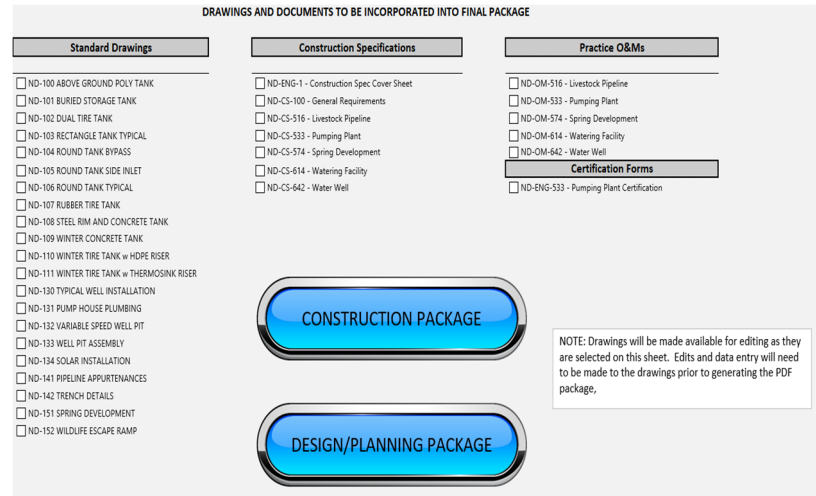 DRAWINGS AND DOCUMENTS TO BE INCORPORATED INTO FINAL PACKAGE
Standard Drawings
ND-100 ABOVE GROUND POLY TANK
ND-101 BURIED STORAGE TANK
ND-102 DUAL TIRE TANK
ND-103 RECTANGLE TANK TYPICAL
ND-104 ROUND TANK BYPASS
ND-105 ROUND TANK SIDE INLET
ND-106 ROUND TANK TYPICAL
ND-107 RUBBER TIRE TANK
ND-108 STEEL RIM AND CONCRETE TANK
ND-109 WINTER CONCRETE TANK
ND-110 WINTER TIRE TANK w HDPE RISER
ND-111 WINTER TIRE TANK w THERMOSINK RISER
ND-130 TYPICAL WELL INSTALLATION
ND-131 PUMP HOUSE PLUMBING
ND-132 VARIABLE SPEED WELL PIT
ND-133 WELL PIT ASSEMBLY
ND-134 SOLAR INSTALLATION
ND-141 PIPELINE APPURTENANCES
ND-142 TRENCH DETAILS
ND-151 SPRING DEVELOPMENT
ND-152 WILDLIFE ESCAPE RAMP
Construction Specifications
ND-ENG-1 - Construction Spec Cover Sheet
ND-CS-100 - General Requirements
ND-CS-516 - Livestock Pipeline
ND-CS-533 - Pumping Plant
ND-CS-574 - Spring Development
ND-CS-614 - Watering Facility
ND-CS-642 - Water Well
Practice O&Ms
ND-OM-516 - Livestock Pipeline
ND-OM-533 - Pumping Plant
ND-OM-574 - Spring Development
ND-OM-614 - Watering Facility
ND-OM-642 - Water Well
Certification Forms
ND-ENG-533 - Pumping Plant Certification
CONSTRUCTION PACKAGE
DESIGN/PLANNING PACKAGE
NOTE: Drawings will be made available for editing as they
are selected on this sheet. Edits and data entry will need
to be made to the drawings prior to generating the PDF
package,